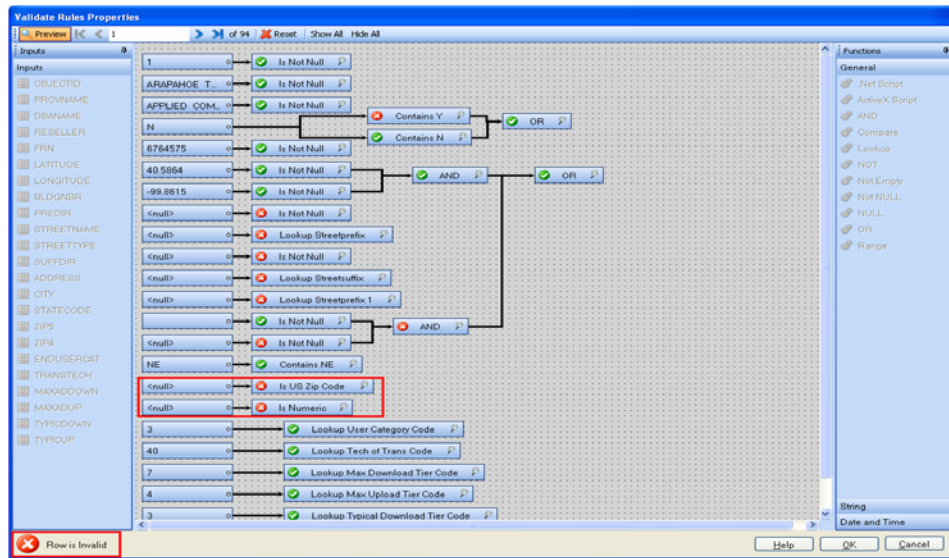 Validate Rules Properties
Preview 1 of 94 Reset Show All Hide All
Inputs
Inputs
OBJECTID
PROVNAME
DBANAME
RESELLER
FRN
LATITUDE
LONGITUDE
BLDGNBR
PREDIR
STREETNAME
STREETTYPE
SUFFDIR
ADDRESS
CITY
STATECODE
ZIP5
ZIP4
ENDUSERCAT
TRANSTECH
MAXADDOWN
MAXADUP
TYPICDOWN
TYPICUP
1 Is Not Null
ARAPAHOE T... Is Not Null
APPLIED COM... Is Not Null
N Contains Y OR
Contains N
6764575 Is Not Null
40.5864 Is Not Null AND OR
-99.8615 Is Not Null
<null> Is Not Null
<null> Lookup Streetprefix
<null> Is Not Null
<null> Lookup Streetsuffix
<null> Lookup Streetprefix 1
Is Not Null AND
<null> Is Not Null
NE Contains NE
<null> Is US Zip Code
<null> Is Numeric
3 Lookup User Category Code
40 Lookup Tech of Trans Code
7 Lookup Max Download Tier Code
4 Lookup Max Upload Tier Code
3 Lookup Typical Download Tier Code
Functions
General
.Net Script
ActiveX Script
AND
Compare
Lookup
NOT
Not Empty
Not NULL
NULL
OR
Range
String
Date and Time
Row is Invalid Help OK Cancel